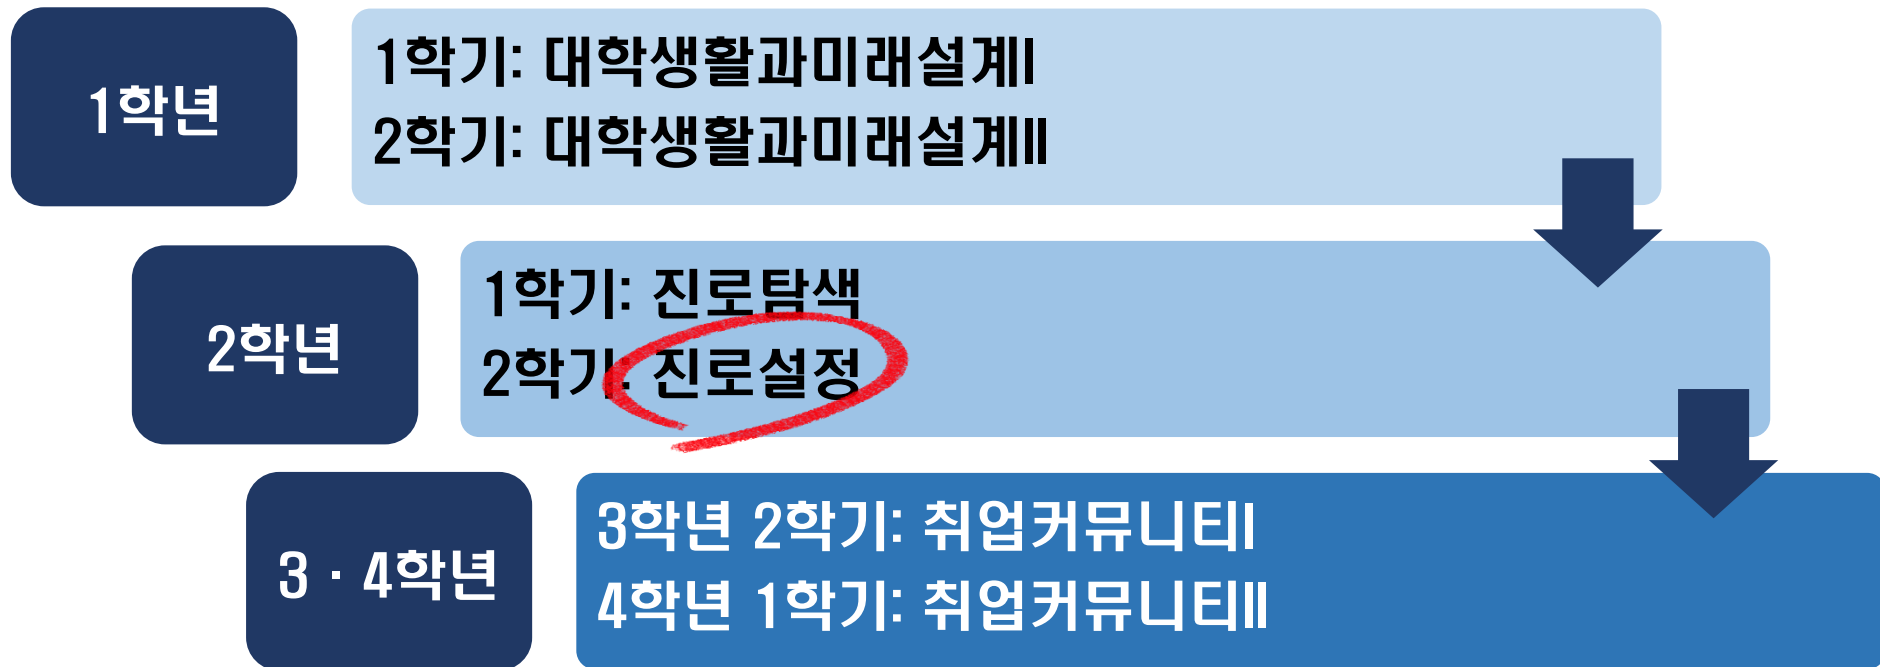 1학년
1학기: 대학생활과미래설계I
2학기: 대학생활과미래설계II
2학년
1학기: 진로탐색
2학기: 진로설정
3 · 4학년
3학년 2학기: 취업커뮤니티I
4학년 1학기: 취업커뮤니티II